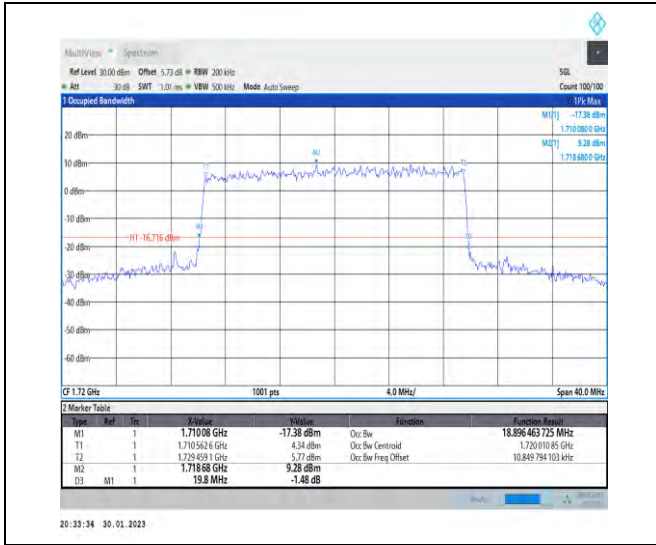 MultiView Spectrum
Ref Level 30.00 dBm Offset 5.73 dB RBW 200 kHz SGL
Att 30 dB SWT 1.01 ms VBW 500 kHz Mode Auto Sweep Count 100/100
1 Occupied Bandwidth 1Pk Max
M1[1] -17.38 dBm
1.710 080 0 GHz
M2[1] 9.28 dBm
1.718 680 0 GHz
20 dBm
M2
10 dBm
0 dBm
-10 dBm
H1 -16.716 dBm
-20 dBm
-30 dBm
-40 dBm
-50 dBm
-60 dBm
CF 1.72 GHz 1001 pts 4.0 MHz/ Span 40.0 MHz
2 Marker Table
Type Ref Trc X-Value Y-Value Function Function Result
M1 1 1.710 08 GHz -17.38 dBm Occ Bw 18.896 463 725 MHz
T1 1 1.710 562 6 GHz 4.34 dBm Occ Bw Centroid 1.720 010 85 GHz
T2 1 1.729 459 1 GHz 5.77 dBm Occ Bw Freq Offset 10.849 794 103 kHz
M2 1 1.718 68 GHz 9.28 dBm
D3 M1 1 19.8 MHz -1.48 dB
20:33:34 30.01.2023